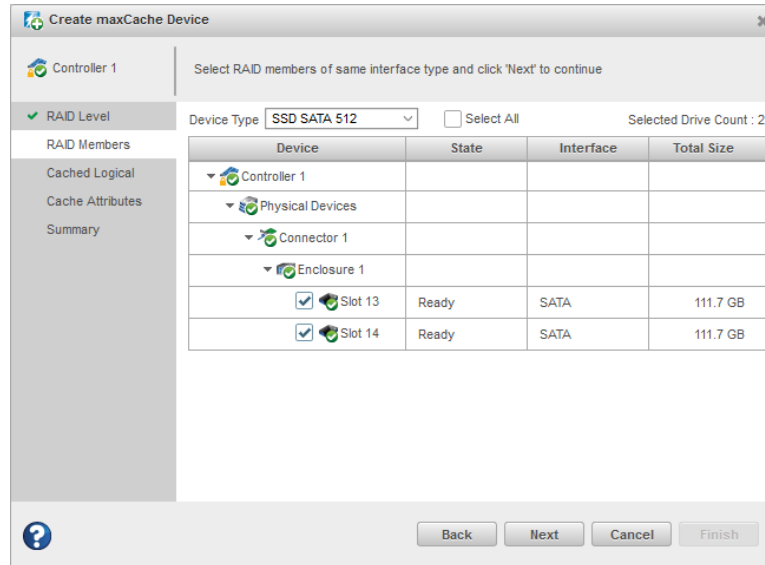 Create maxCache Device
Controller 1
Select RAID members of same interface type and click 'Next' to continue
RAID Level
RAID Members
Cached Logical
Cache Attributes
Summary
Device Type SSD SATA 512 Select All Selected Drive Count : 2
Device State Interface Total Size
Controller 1
Physical Devices
Connector 1
Enclosure 1
Slot 13 Ready SATA 111.7 GB
Slot 14 Ready SATA 111.7 GB
? Back Next Cancel Finish